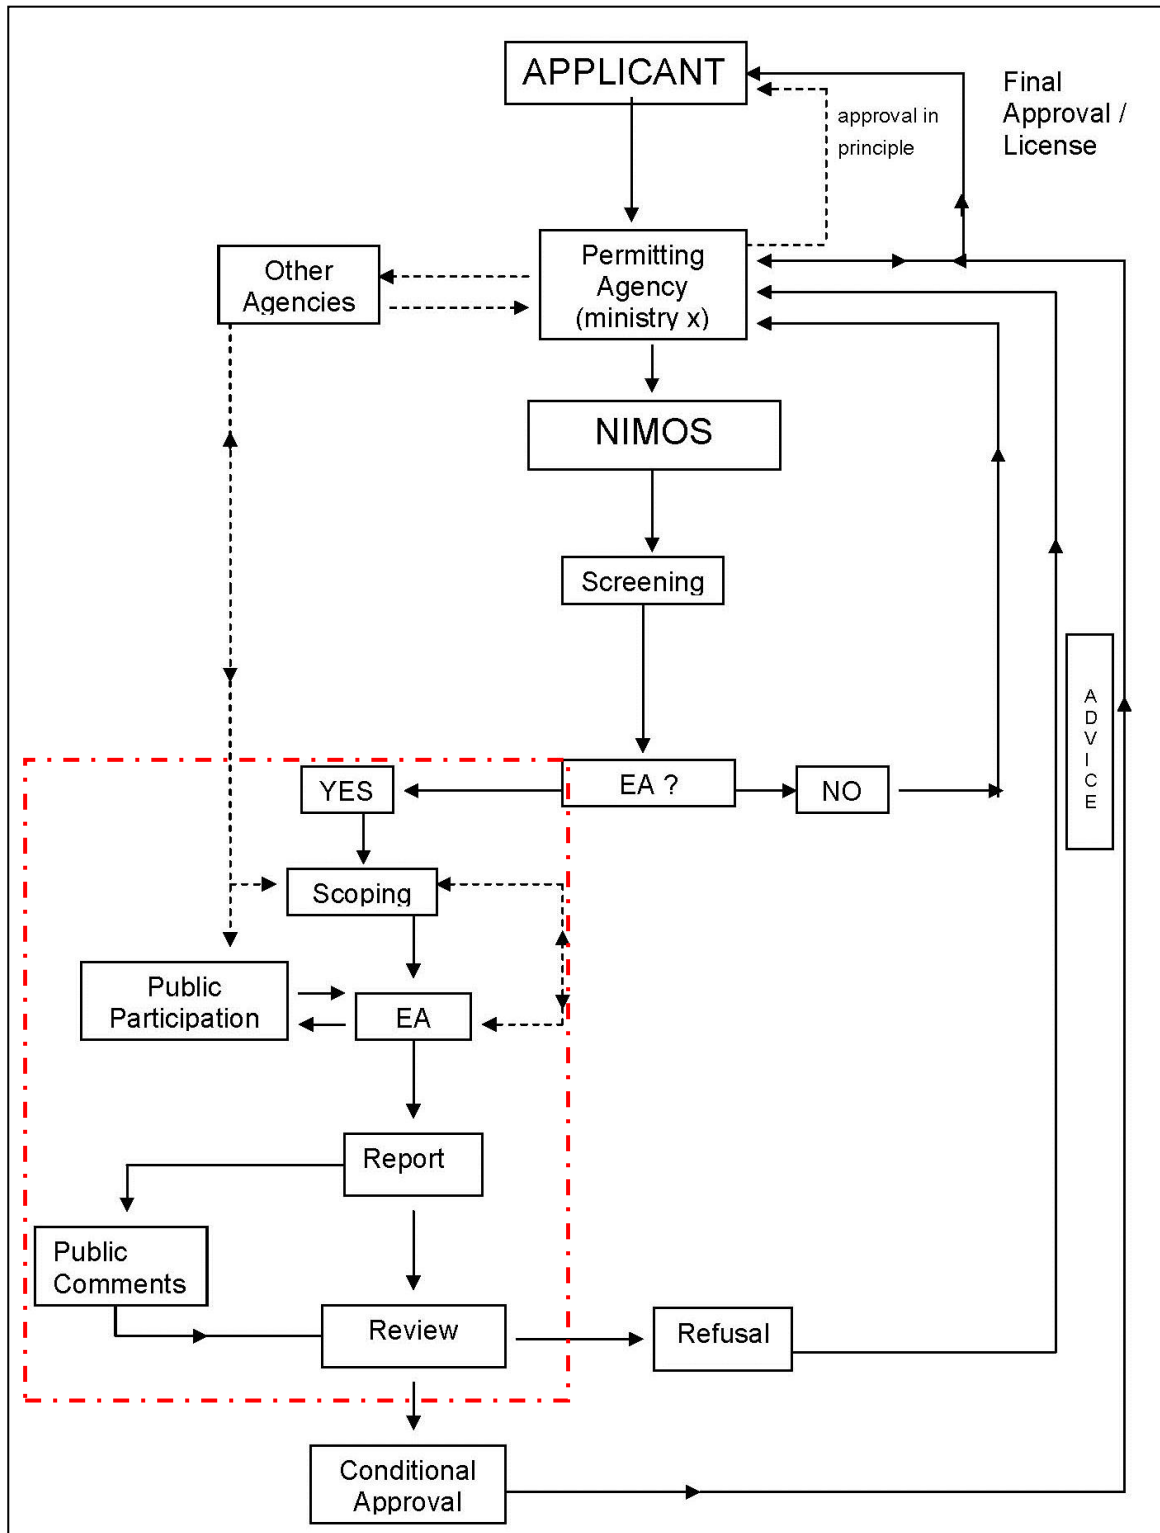 APPLICANT
Final
Approval /
License
approval in
principle
Other
Agencies
Permitting
Agency
(ministry x)
NIMOS
Screening
A
D
V
I
C
E
YES
EA ?
NO
Scoping
Public
Participation
EA
Report
Public
Comments
Review
Refusal
Conditional
Approval